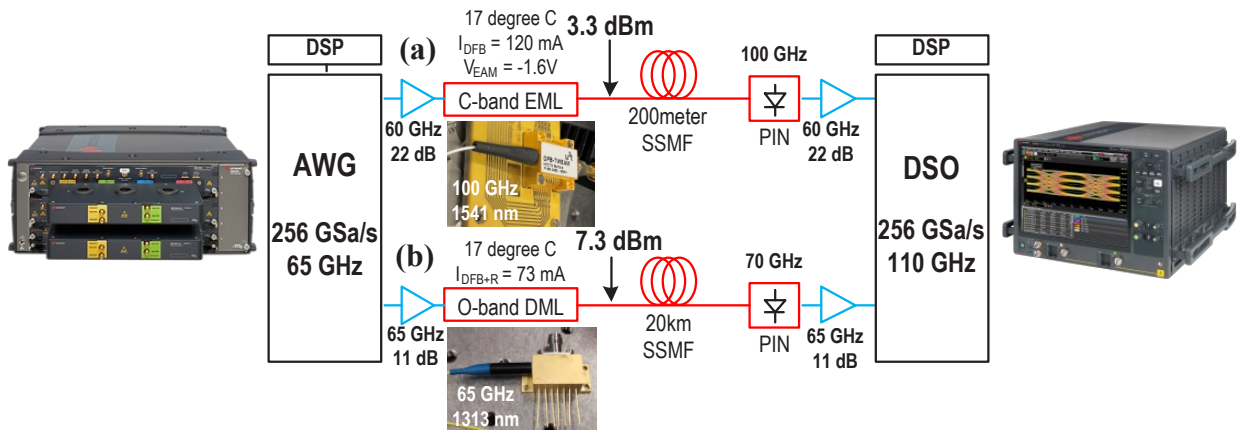 DSP
AWG
256 GSa/s
65 GHz
(a)
60 GHz
22 dB
17 degree C
I_DFB = 120 mA
V_EAM = -1.6V
C-band EML
100 GHz
1541 nm
3.3 dBm
200meter
SSMF
100 GHz
PIN
60 GHz
22 dB
(b)
65 GHz
11 dB
17 degree C
I_DFB+R = 73 mA
O-band DML
65 GHz
1313 nm
7.3 dBm
20km
SSMF
70 GHz
PIN
65 GHz
11 dB
DSP
DSO
256 GSa/s
110 GHz